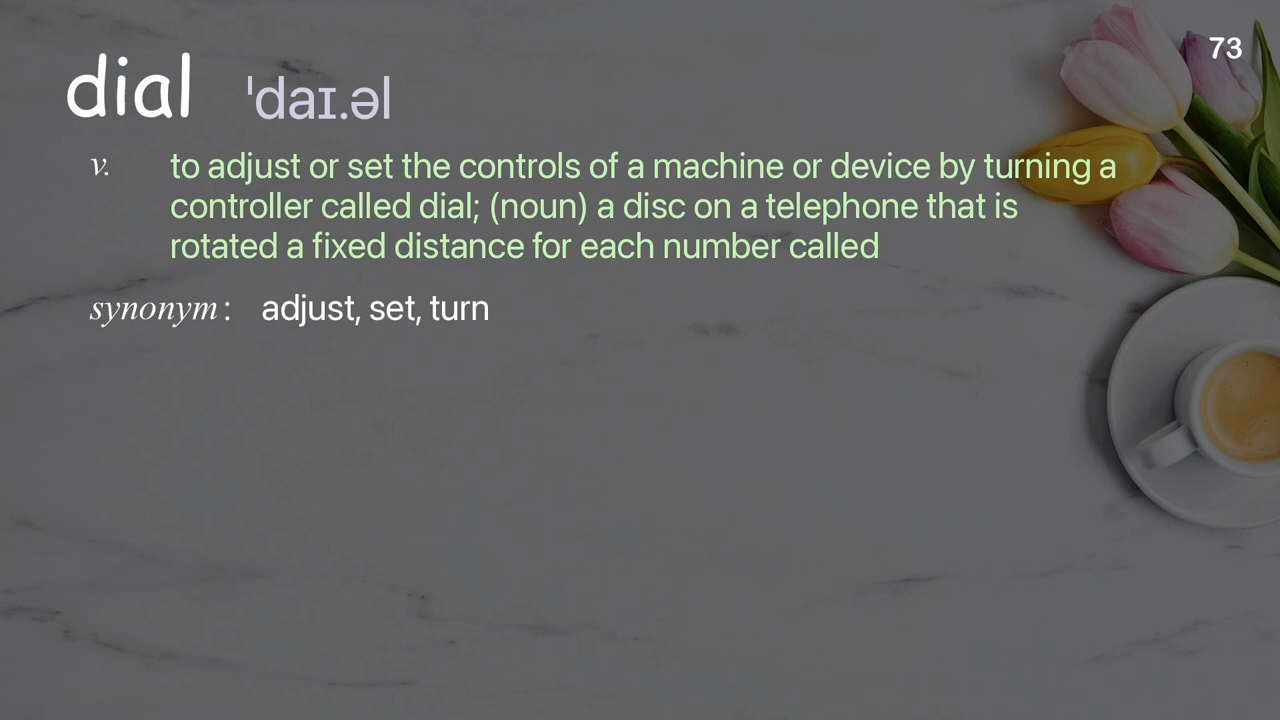 73
dial ˈdaɪ.əl
v. to adjust or set the controls of a machine or device by turning a
controller called dial; (noun) a disc on a telephone that is
rotated a fixed distance for each number called
synonym: adjust, set, turn